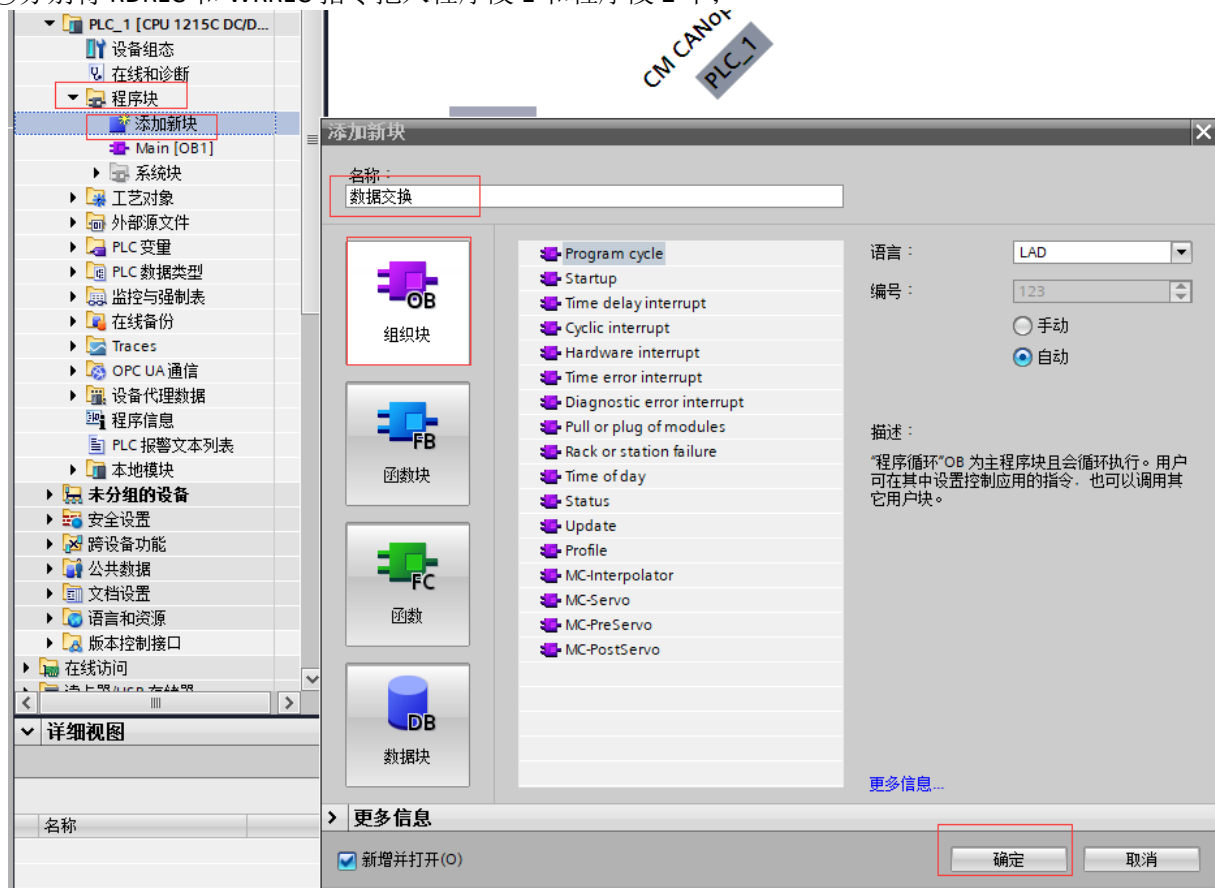 PLC_1 [CPU 1215C DC/D...
设备组态
在线和诊断
程序块
添加新块
Main [OB1]
系统块
工艺对象
外部源文件
PLC 变量
PLC 数据类型
监控与强制表
在线备份
Traces
OPC UA 通信
设备代理数据
程序信息
PLC 报警文本列表
本地模块
未分组的设备
安全设置
跨设备功能
公共数据
文档设置
语言和资源
版本控制接口
在线访问
详细视图
名称
CM CANop
PLC_1
添加新块
名称：
数据交换
OB
组织块
FB
函数块
FC
函数
DB
数据块
Program cycle
Startup
Time delay interrupt
Cyclic interrupt
Hardware interrupt
Time error interrupt
Diagnostic error interrupt
Pull or plug of modules
Rack or station failure
Time of day
Status
Update
Profile
MC-Interpolator
MC-Servo
MC-PreServo
MC-PostServo
语言：
LAD
编号：
123
手动
自动
描述：
“程序循环”OB 为主程序块且会循环执行。用户
可在其中设置控制应用的指令，也可以调用其
它用户块。
更多信息...
更多信息
新增并打开(O)
确定
取消